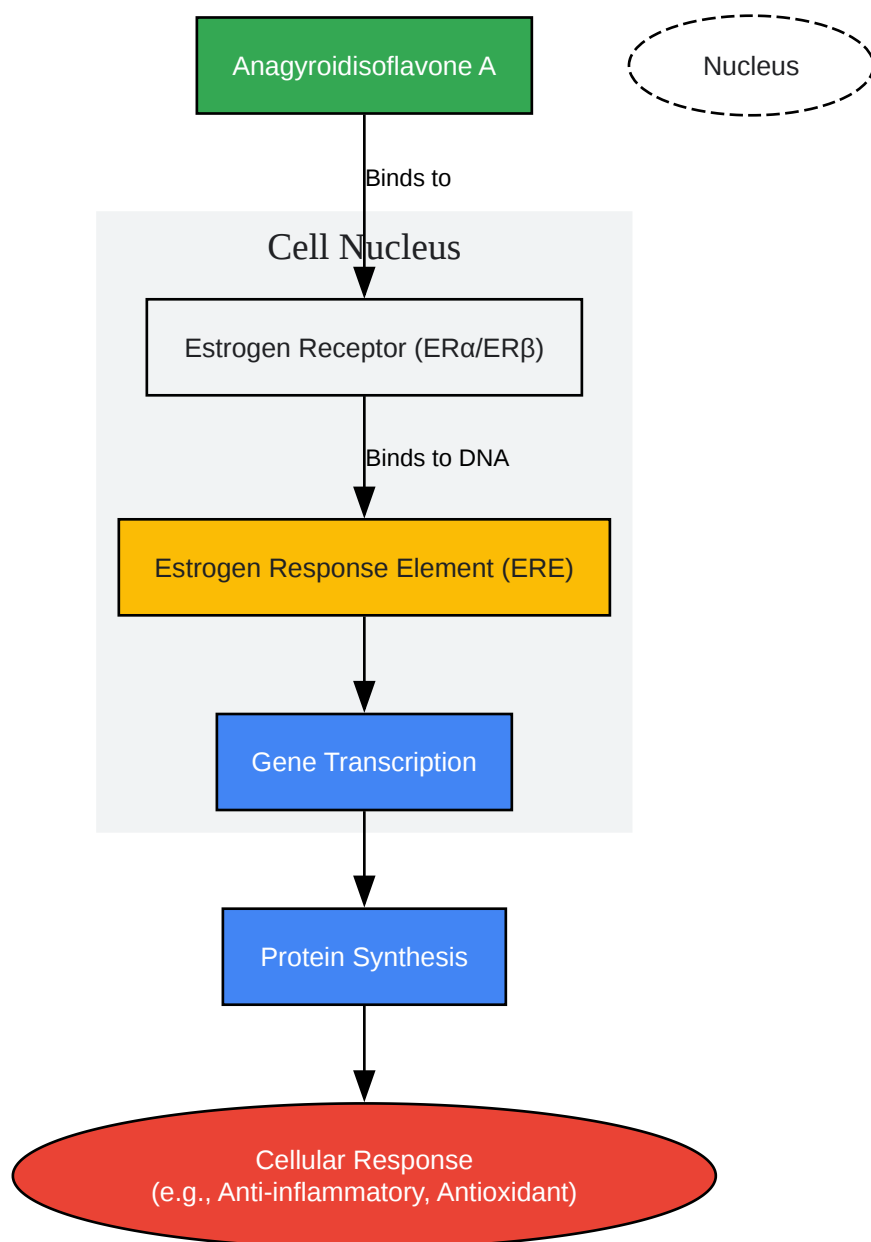 Anagyroidisoflavone A
Nucleus
Binds to
Cell Nucleus
Estrogen Receptor (ERα/ERβ)
Binds to DNA
Estrogen Response Element (ERE)
Gene Transcription
Protein Synthesis
Cellular Response
(e.g., Anti-inflammatory, Antioxidant)